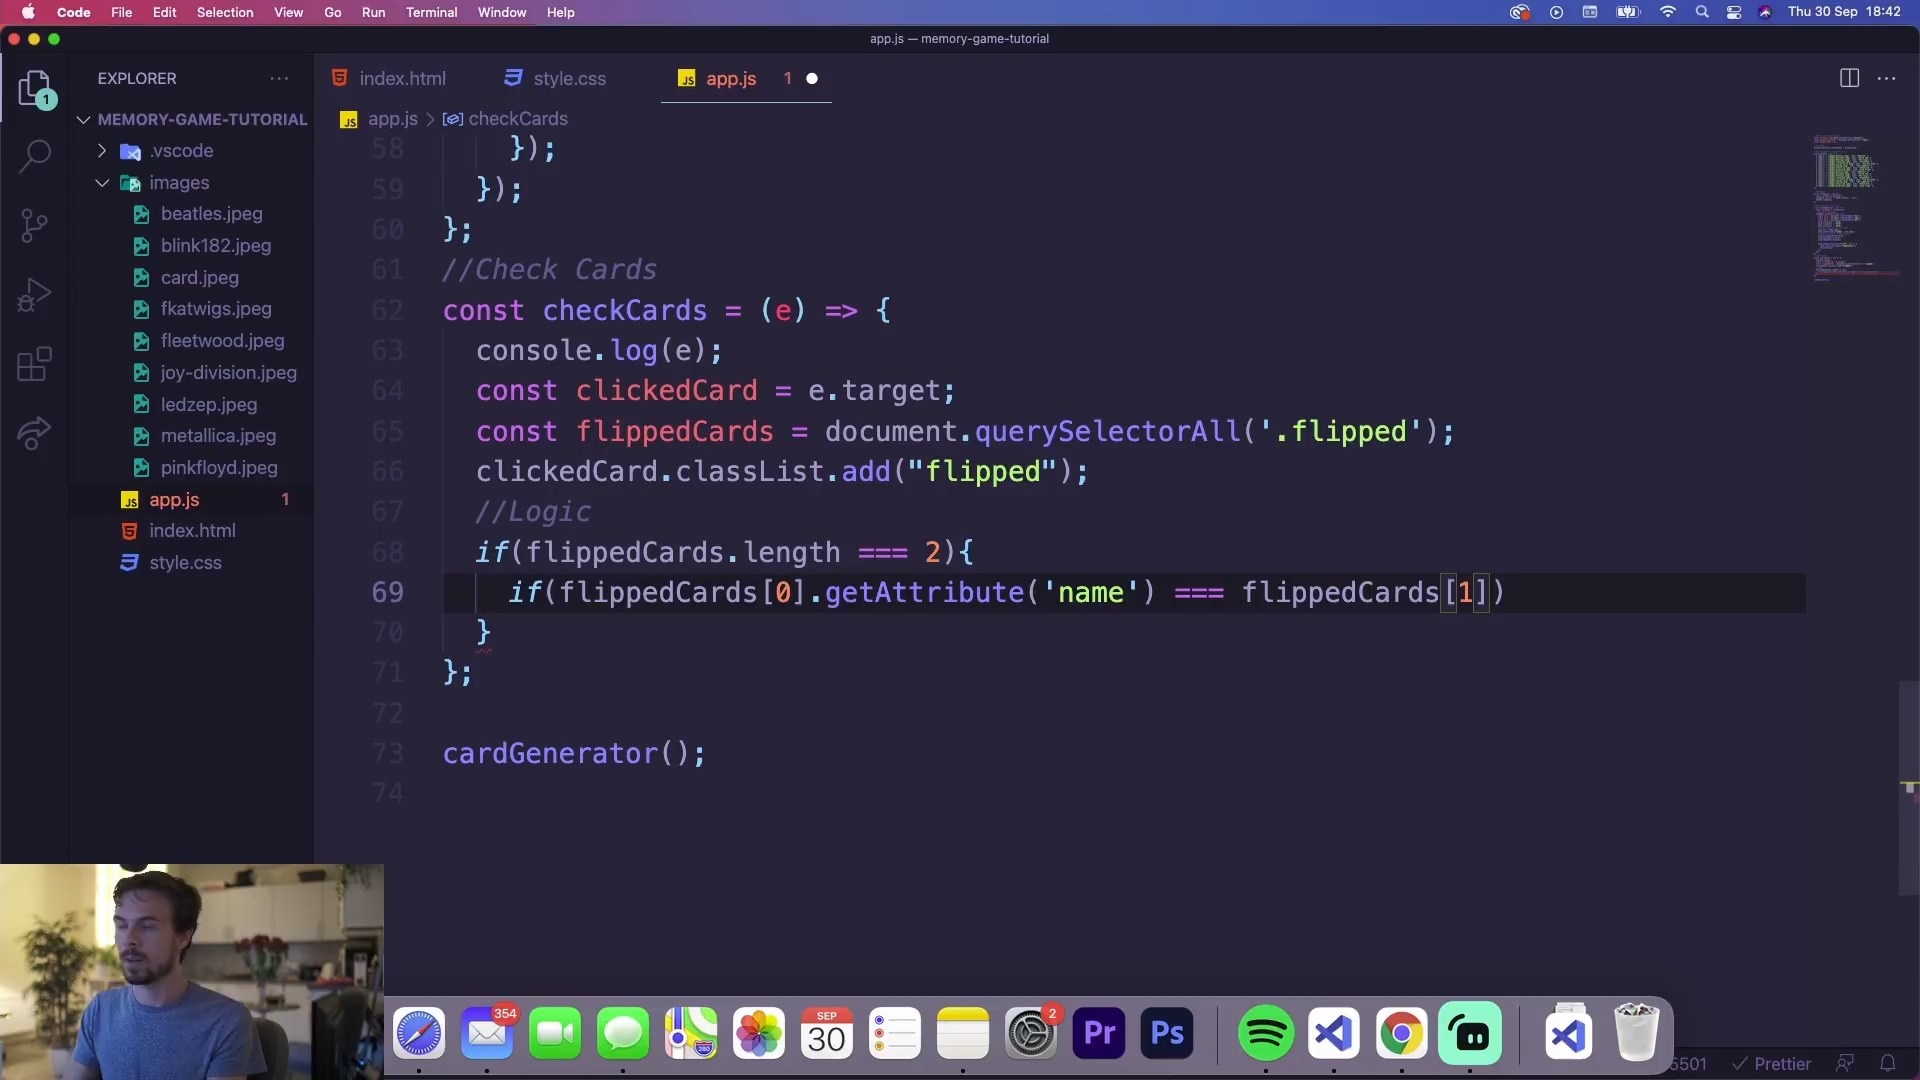 Code File Edit Selection View Go Run Terminal Window Help Thu 30 Sep 18:42
app.js — memory-game-tutorial
EXPLORER
index.html
style.css
app.js 1
1
MEMORY-GAME-TUTORIAL
app.js > checkCards
.vscode
images
beatles.jpeg
blink182.jpeg
card.jpeg
fkatwigs.jpeg
fleetwood.jpeg
joy-division.jpeg
ledzep.jpeg
metallica.jpeg
pinkfloyd.jpeg
app.js 1
index.html
style.css
58 });
59 });
60 };
61 //Check Cards
62 const checkCards = (e) => {
63 console.log(e);
64 const clickedCard = e.target;
65 const flippedCards = document.querySelectorAll('.flipped');
66 clickedCard.classList.add("flipped");
67 //Logic
68 if(flippedCards.length === 2){
69 if(flippedCards[0].getAttribute('name') === flippedCards[1])
70 }
71 };
72
73 cardGenerator();
74
354
SEP
30
2
Pr
Ps
280
5501 Prettier